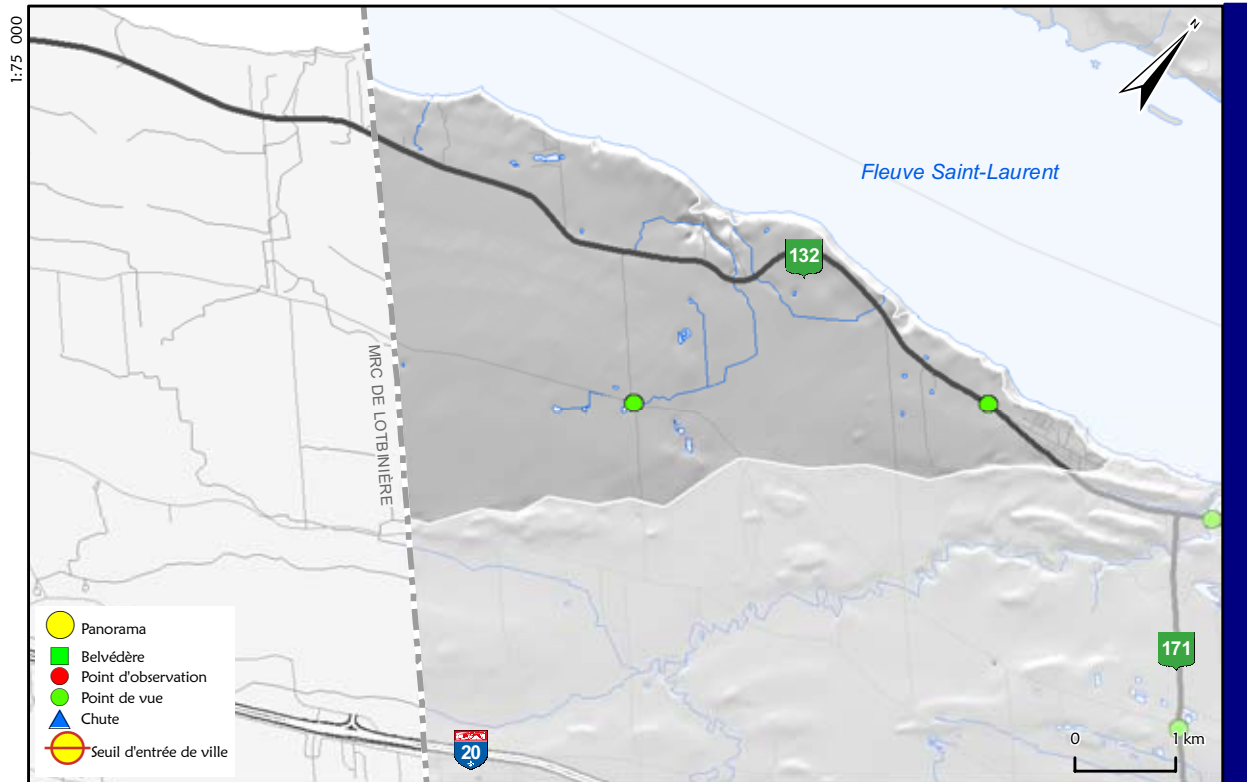 1:75 000
N
Fleuve Saint-Laurent
132
MRC DE LOTBINIÈRE
Panorama
Belvédère
Point d'observation
Point de vue
Chute
Seuil d'entrée de ville
20
171
0 1 km